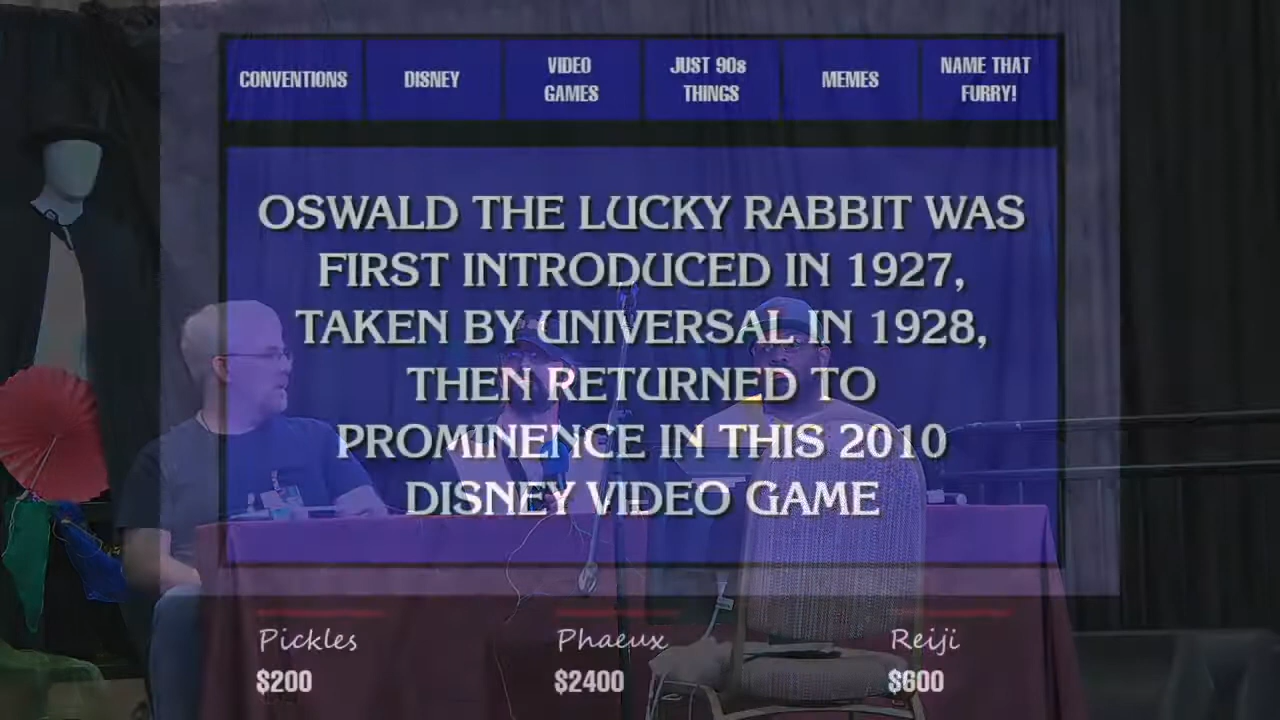 CONVENTIONS
DISNEY
VIDEO
GAMES
JUST 90s
THINGS
MEMES
NAME THAT
FURRY!
OSWALD THE LUCKY RABBIT WAS
FIRST INTRODUCED IN 1927,
TAKEN BY UNIVERSAL IN 1928,
THEN RETURNED TO
PROMINENCE IN THIS 2010
DISNEY VIDEO GAME
Pickles
Phaeux
Reiji
$200
$2400
$600